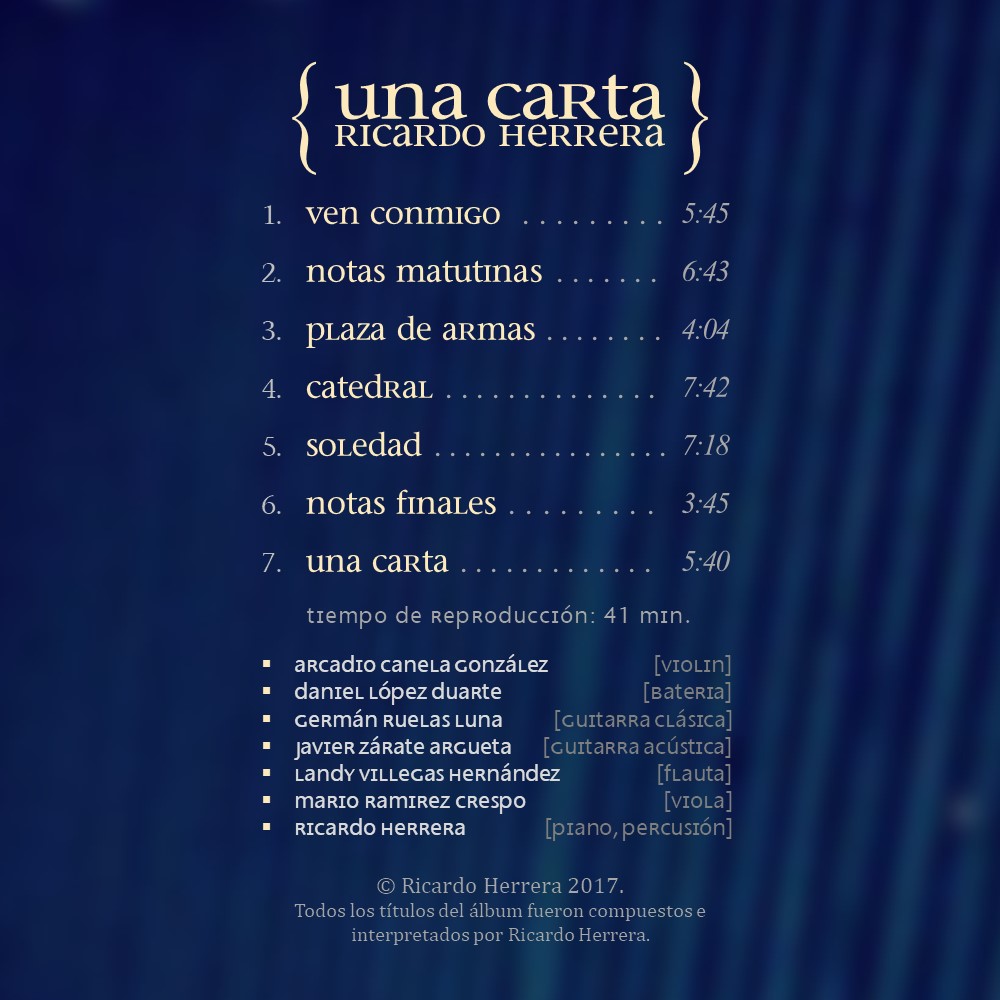 { una carta }
Ricardo Herrera
1. ven conmigo . . . . . . . . . 5:45
2. notas matutinas . . . . . . . 6:43
3. plaza de armas . . . . . . . . 4:04
4. catedral . . . . . . . . . . . . . . 7:42
5. soledad . . . . . . . . . . . . . . . 7:18
6. notas finales . . . . . . . . . . 3:45
7. una carta . . . . . . . . . . . . . 5:40
tiempo de reproducción: 41 min.
▪ arcadio canela gonzález [violin]
▪ daniel lópez duarte [bateria]
▪ germán ruelas luna [guitarra clásica]
▪ javier zárate argueta [guitarra acústica]
▪ landy villegas hernández [flauta]
▪ mario ramirez crespo [viola]
▪ ricardo herrera [piano, percusión]
© Ricardo Herrera 2017.
Todos los títulos del álbum fueron compuestos e
interpretados por Ricardo Herrera.